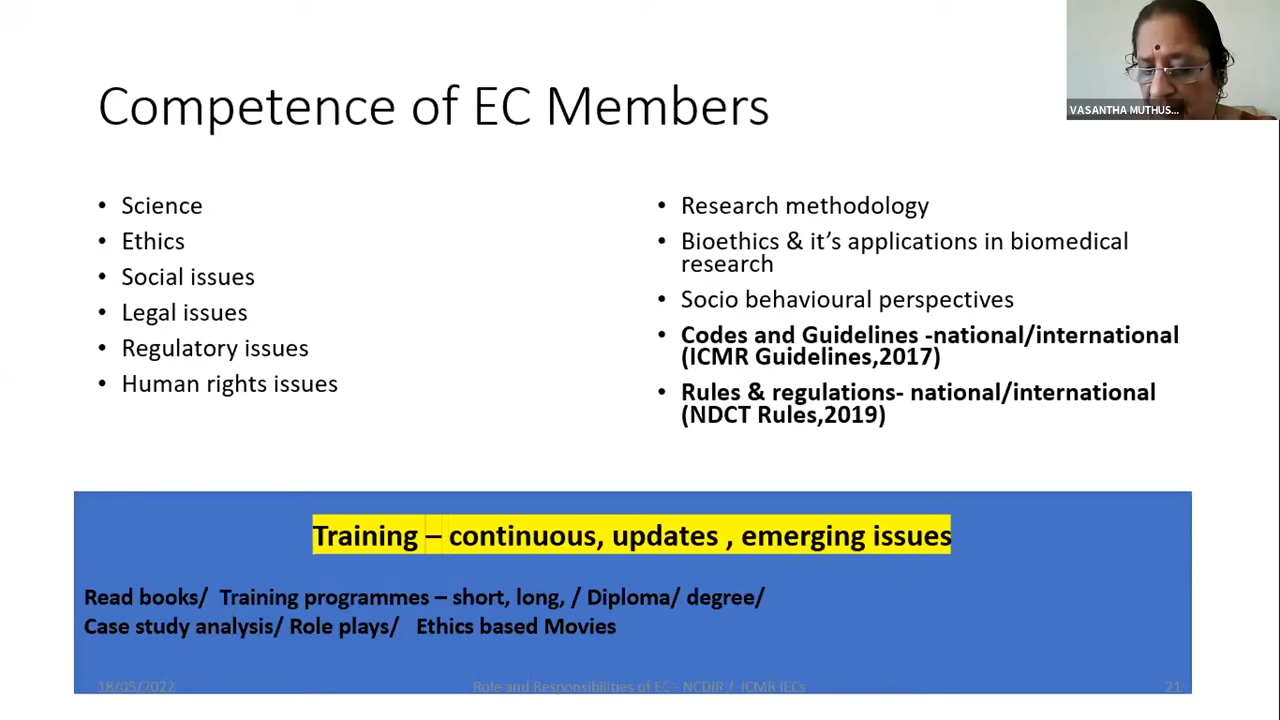 VASANTHA MUTHUS...
Competence of EC Members
• Science
• Ethics
• Social issues
• Legal issues
• Regulatory issues
• Human rights issues
• Research methodology
• Bioethics & it’s applications in biomedical
research
• Socio behavioural perspectives
• Codes and Guidelines -national/international
(ICMR Guidelines,2017)
• Rules & regulations- national/international
(NDCT Rules,2019)
Training – continuous, updates , emerging issues
Read books/ Training programmes – short, long, / Diploma/ degree/
Case study analysis/ Role plays/ Ethics based Movies
18/05/2022
Role and Responsibilities of EC - NCDIR / ICMR IECs
21